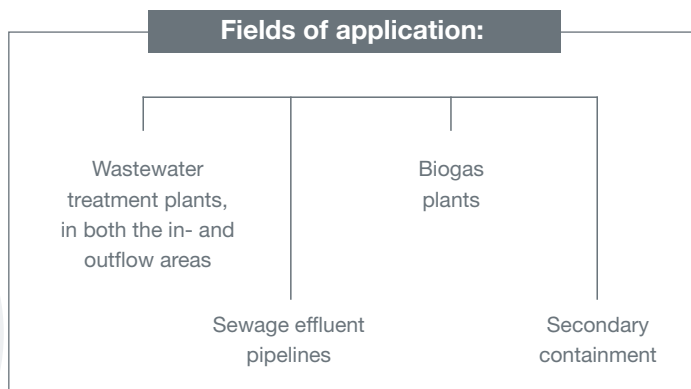 Fields of application:
Wastewater
treatment plants,
in both the in- and
outflow areas
Sewage effluent
pipelines
Biogas
plants
Secondary
containment